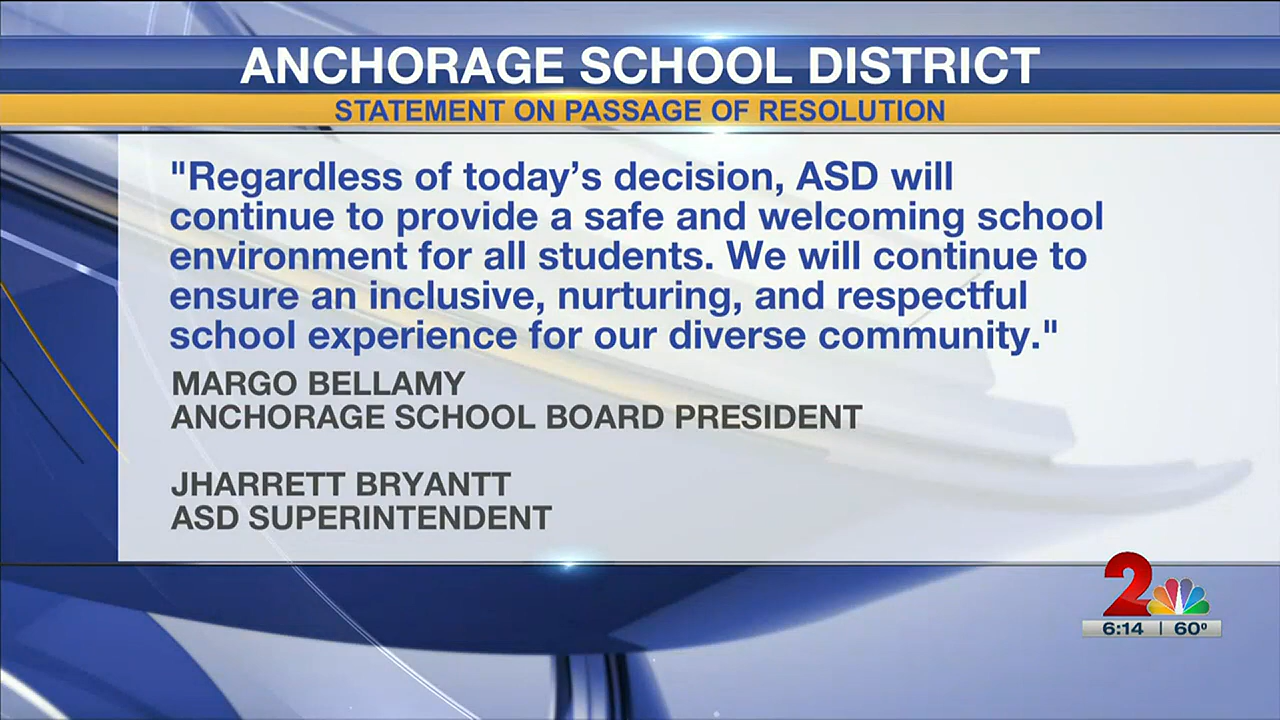 ANCHORAGE SCHOOL DISTRICT
STATEMENT ON PASSAGE OF RESOLUTION
"Regardless of today’s decision, ASD will
continue to provide a safe and welcoming school
environment for all students. We will continue to
ensure an inclusive, nurturing, and respectful
school experience for our diverse community."
MARGO BELLAMY
ANCHORAGE SCHOOL BOARD PRESIDENT
JHARRETT BRYANTT
ASD SUPERINTENDENT
2
6:14 | 60°